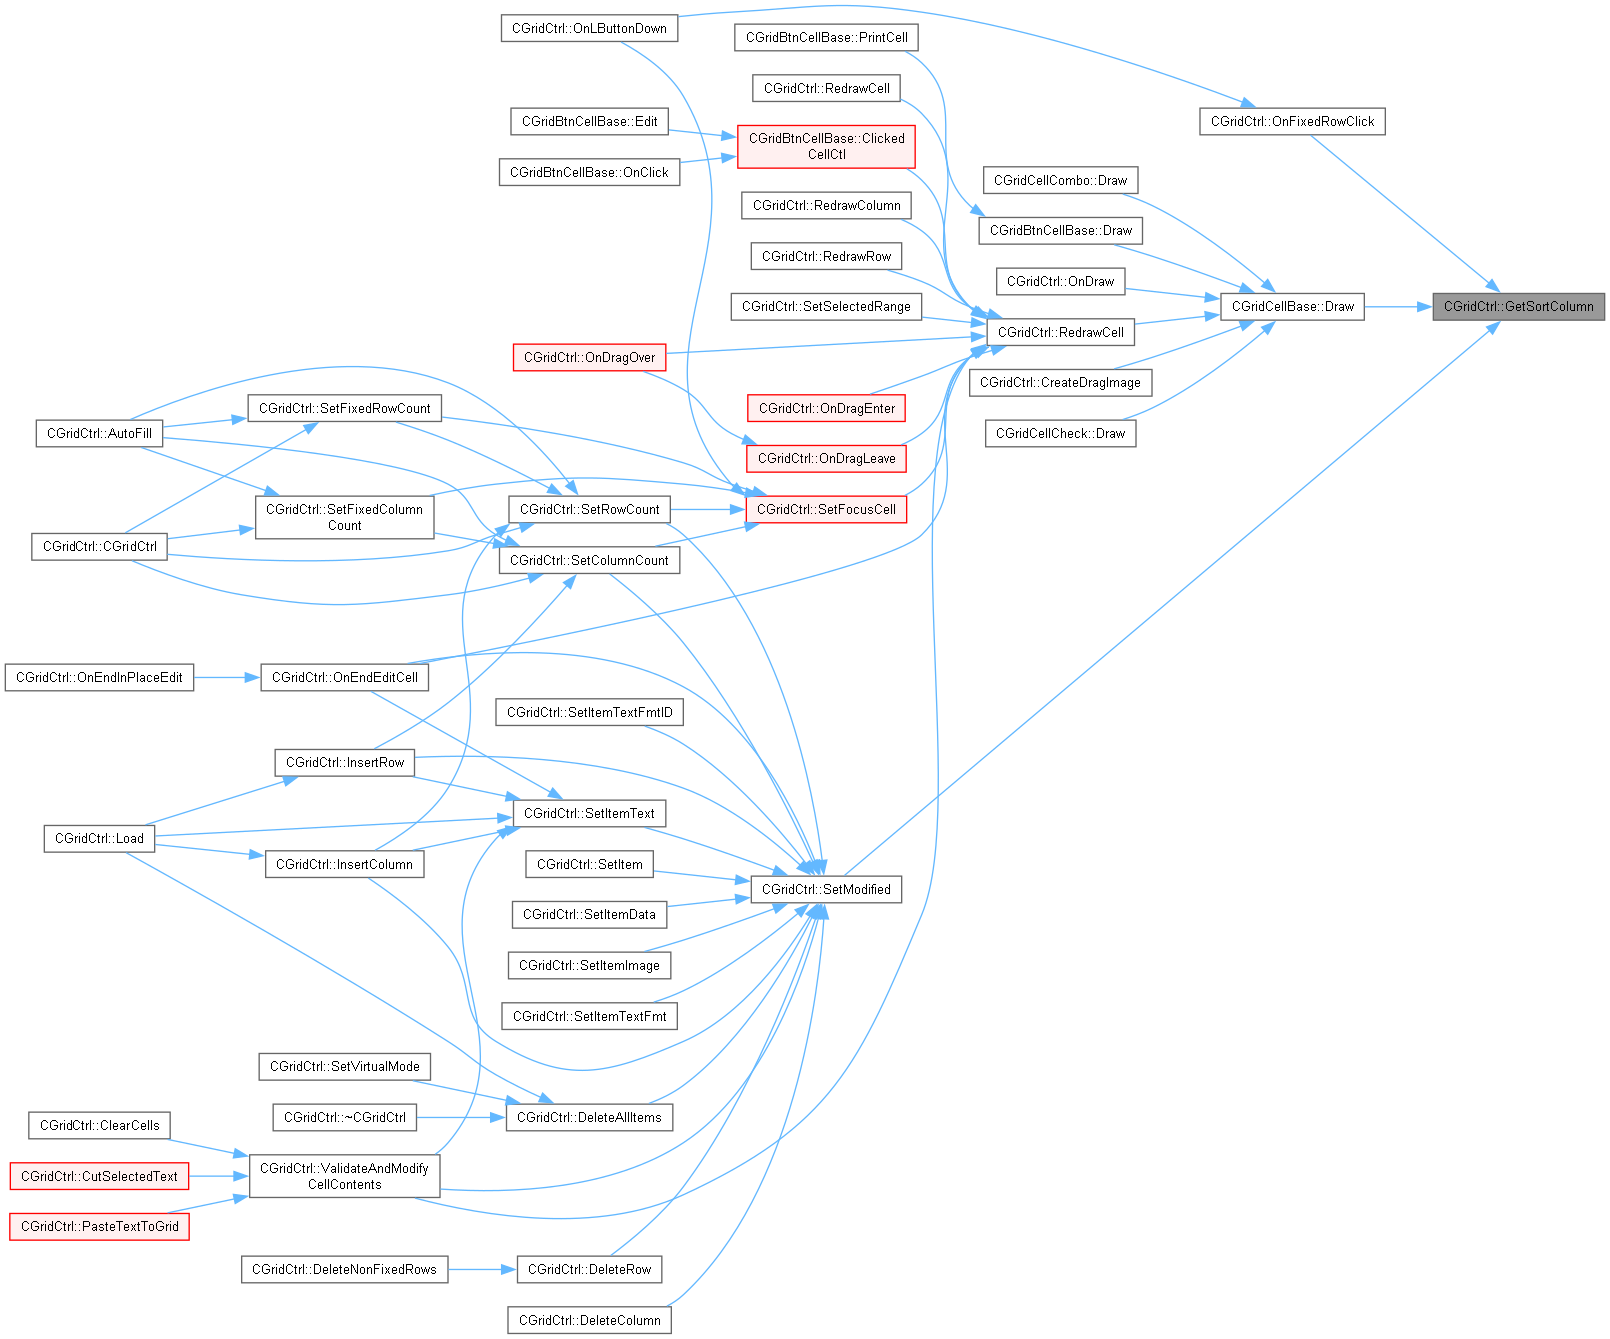 CGridCtrl::OnLButtonDown
CGridBtnCellBase::PrintCell
CGridCtrl::RedrawCell
CGridBtnCellBase::Edit
CGridCtrl::OnFixedRowClick
CGridBtnCellBase::Clicked
CellCtl
CGridBtnCellBase::OnClick
CGridCellCombo::Draw
CGridCtrl::RedrawColumn
CGridBtnCellBase::Draw
CGridCtrl::RedrawRow
CGridCtrl::OnDraw
CGridCtrl::SetSelectedRange
CGridCellBase::Draw
CGridCtrl::GetSortColumn
CGridCtrl::RedrawCell
CGridCtrl::OnDragOver
CGridCtrl::CreateDragImage
CGridCtrl::SetFixedRowCount
CGridCtrl::OnDragEnter
CGridCtrl::AutoFill
CGridCellCheck::Draw
CGridCtrl::OnDragLeave
CGridCtrl::SetFixedColumn
Count
CGridCtrl::SetRowCount
CGridCtrl::SetFocusCell
CGridCtrl::CGridCtrl
CGridCtrl::SetColumnCount
CGridCtrl::OnEndInPlaceEdit
CGridCtrl::OnEndEditCell
CGridCtrl::SetItemTextFmtID
CGridCtrl::InsertRow
CGridCtrl::SetItemText
CGridCtrl::Load
CGridCtrl::InsertColumn
CGridCtrl::SetItem
CGridCtrl::SetModified
CGridCtrl::SetItemData
CGridCtrl::SetItemImage
CGridCtrl::SetItemTextFmt
CGridCtrl::SetVirtualMode
CGridCtrl::~CGridCtrl
CGridCtrl::DeleteAllItems
CGridCtrl::ClearCells
CGridCtrl::CutSelectedText
CGridCtrl::ValidateAndModify
CellContents
CGridCtrl::PasteTextToGrid
CGridCtrl::DeleteNonFixedRows
CGridCtrl::DeleteRow
CGridCtrl::DeleteColumn